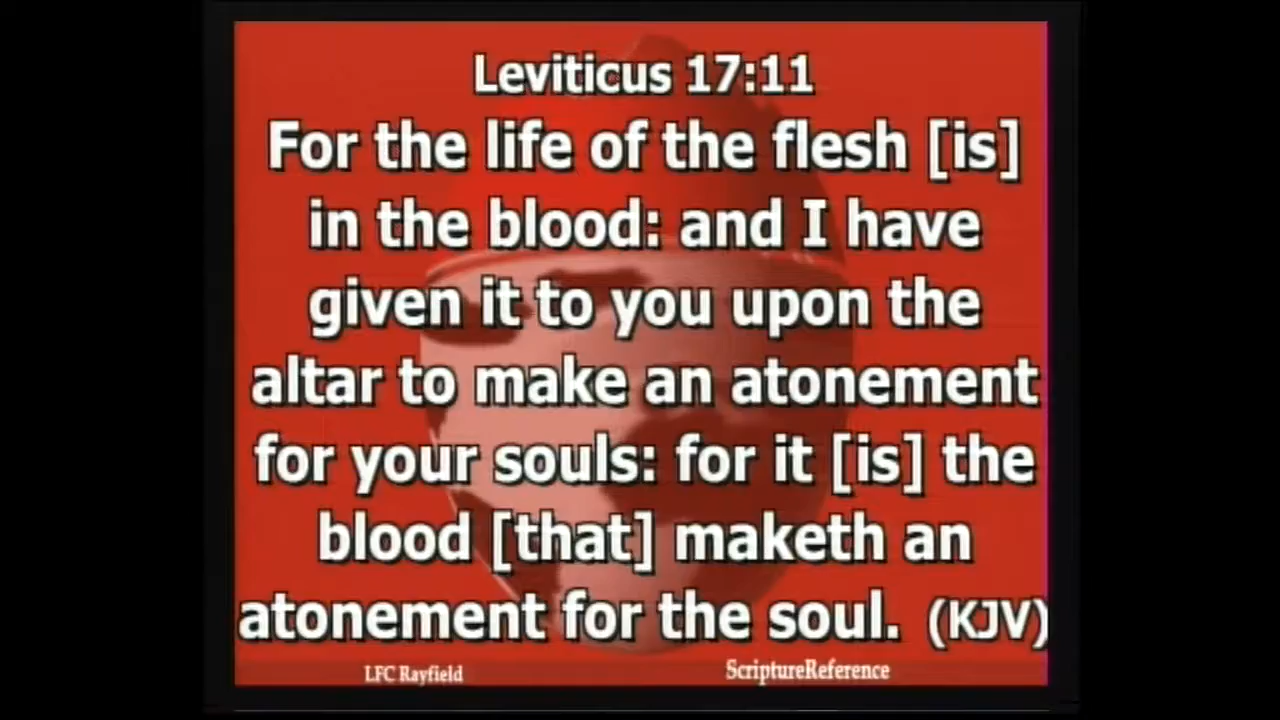 Leviticus 17:11
For the life of the flesh [is]
in the blood: and I have
given it to you upon the
altar to make an atonement
for your souls: for it [is] the
blood [that] maketh an
atonement for the soul. (KJV)
LFC Rayfield
ScriptureReference